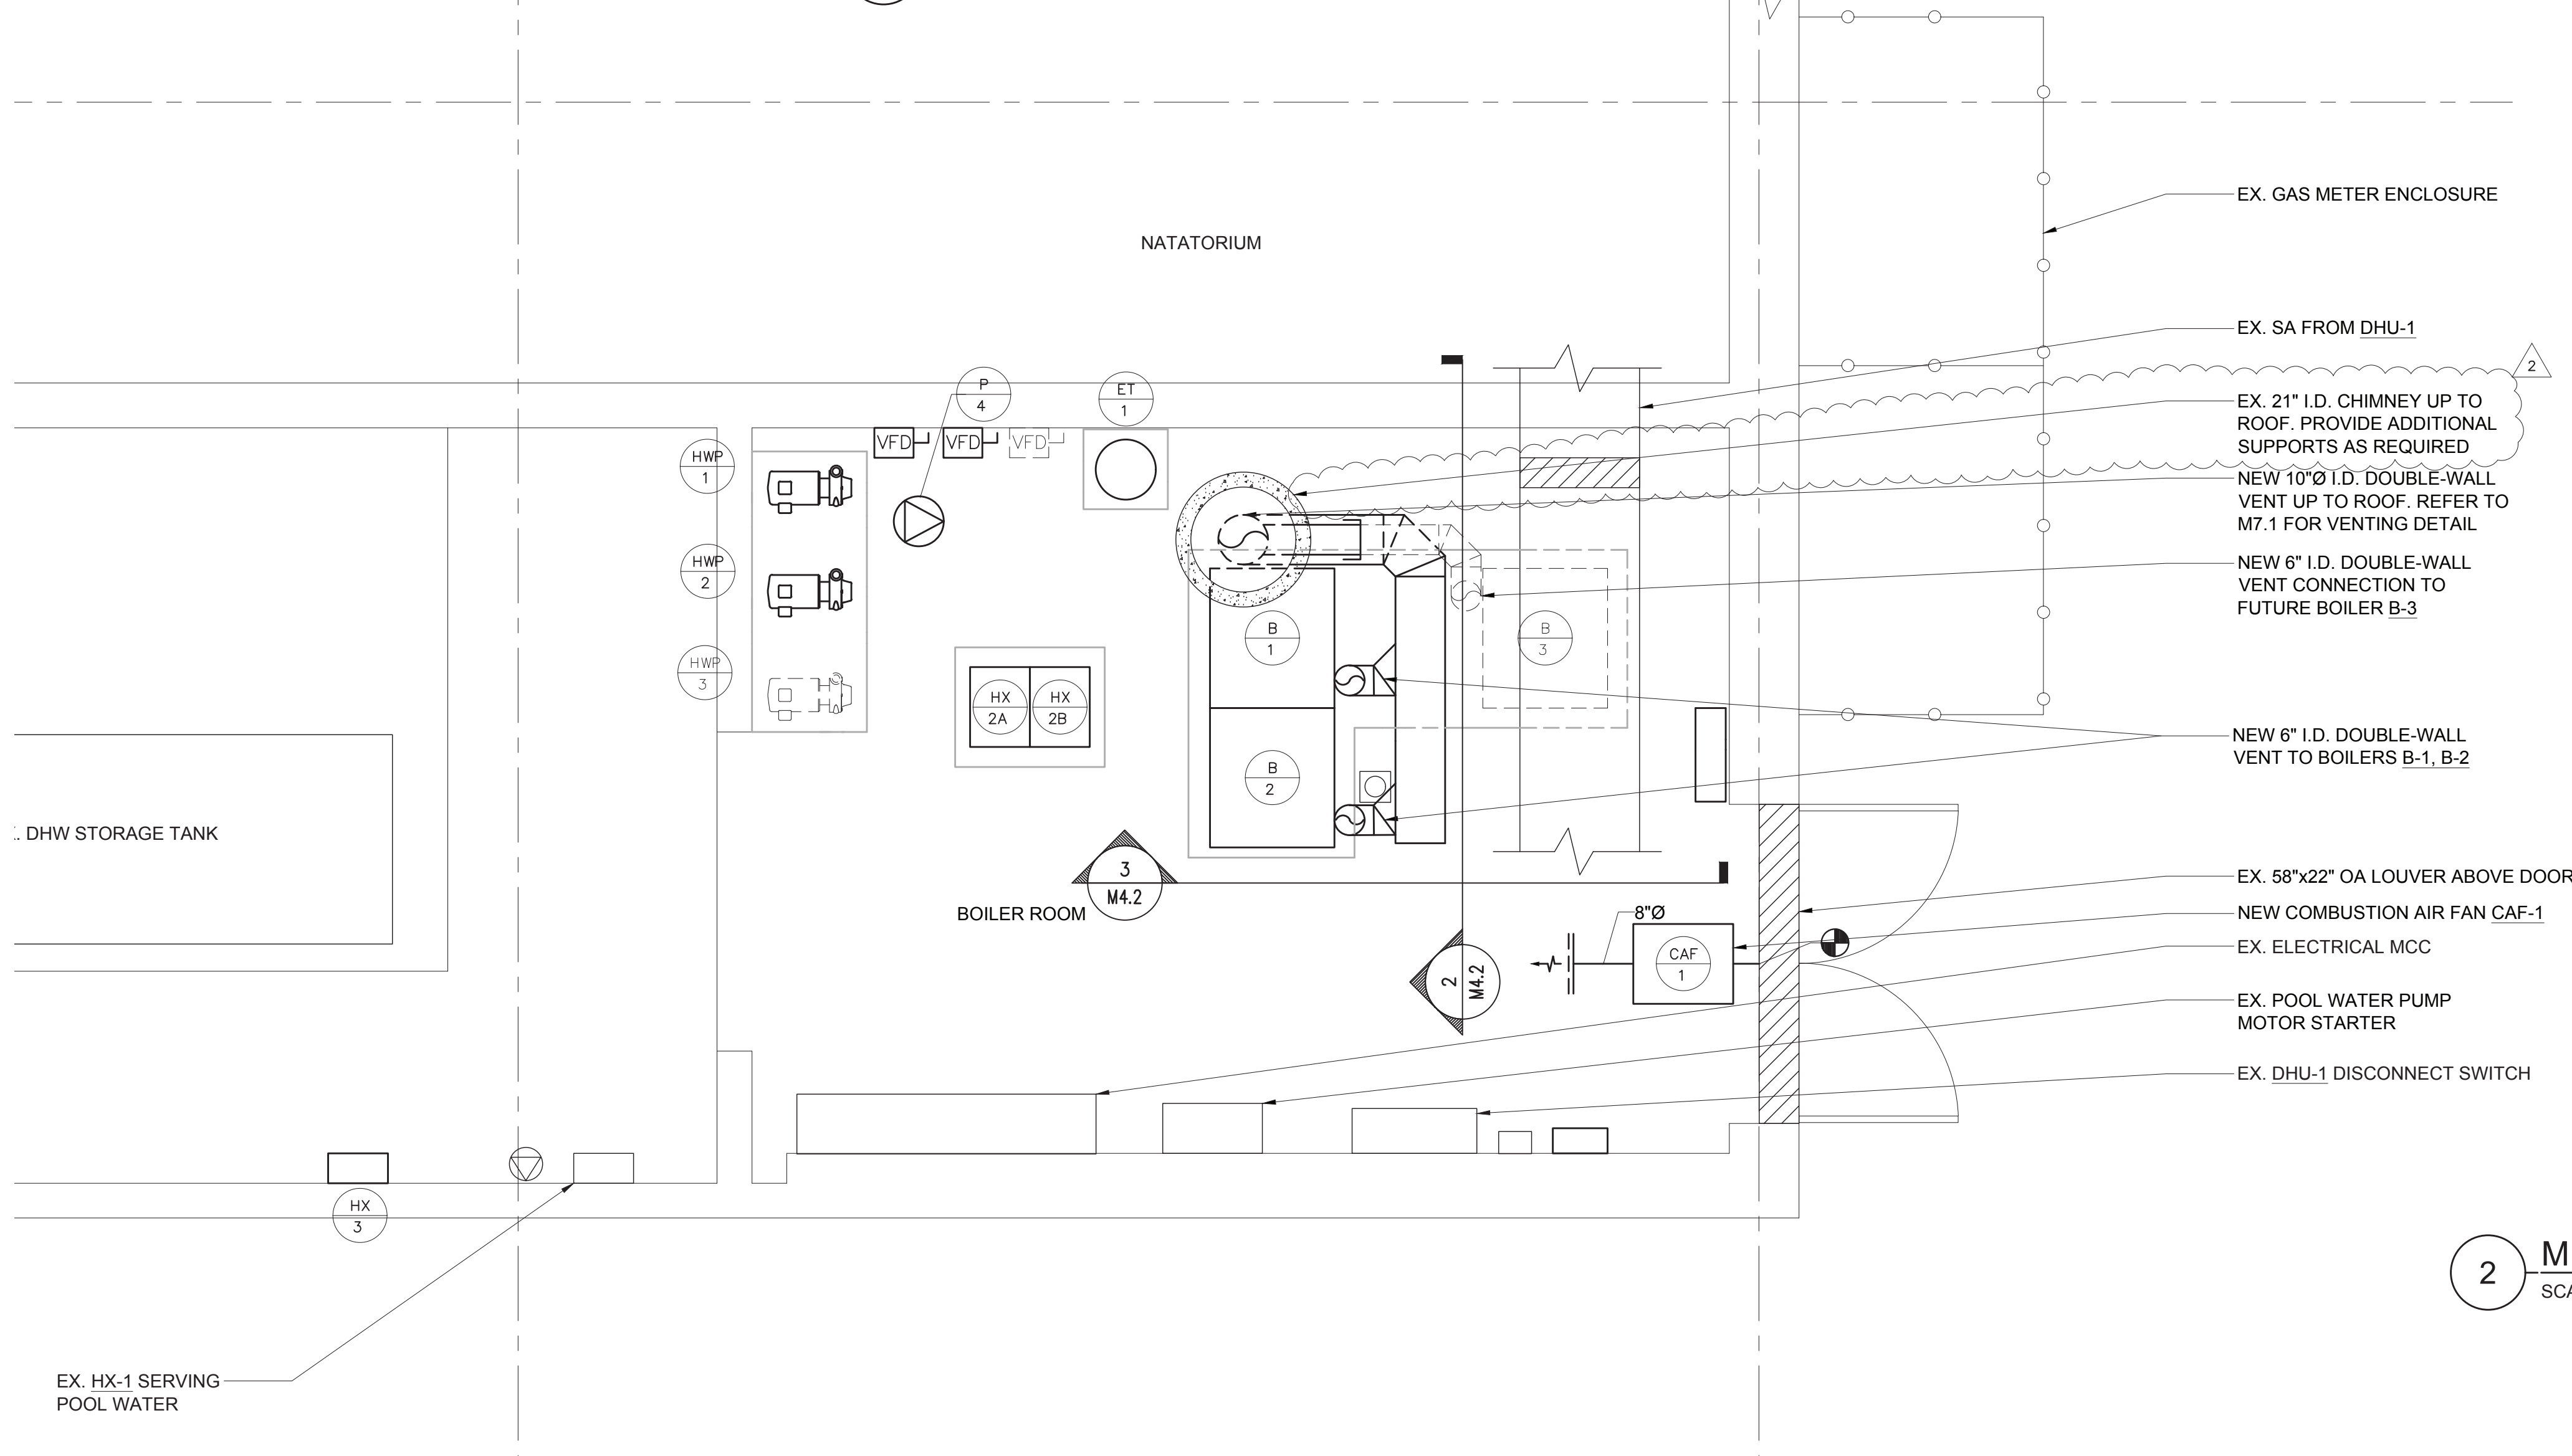 NATATORIUM
EX. GAS METER ENCLOSURE
EX. SA FROM DHU-1
2
EX. 21" I.D. CHIMNEY UP TO
ROOF. PROVIDE ADDITIONAL
SUPPORTS AS REQUIRED
NEW 10"Ø I.D. DOUBLE-WALL
VENT UP TO ROOF. REFER TO
M7.1 FOR VENTING DETAIL
NEW 6" I.D. DOUBLE-WALL
VENT CONNECTION TO
FUTURE BOILER B-3
NEW 6" I.D. DOUBLE-WALL
VENT TO BOILERS B-1, B-2
EX. 58"x22" OA LOUVER ABOVE DOOR
NEW COMBUSTION AIR FAN CAF-1
EX. ELECTRICAL MCC
EX. POOL WATER PUMP
MOTOR STARTER
EX. DHU-1 DISCONNECT SWITCH
P
4
ET
1
VFD
VFD
VFD
HWP
1
HWP
2
HWP
3
HX
2A
HX
2B
B
1
B
2
B
3
. DHW STORAGE TANK
3
M4.2
BOILER ROOM
2
M4.2
8"Ø
CAF
1
HX
3
EX. HX-1 SERVING
POOL WATER
2
M
SCA